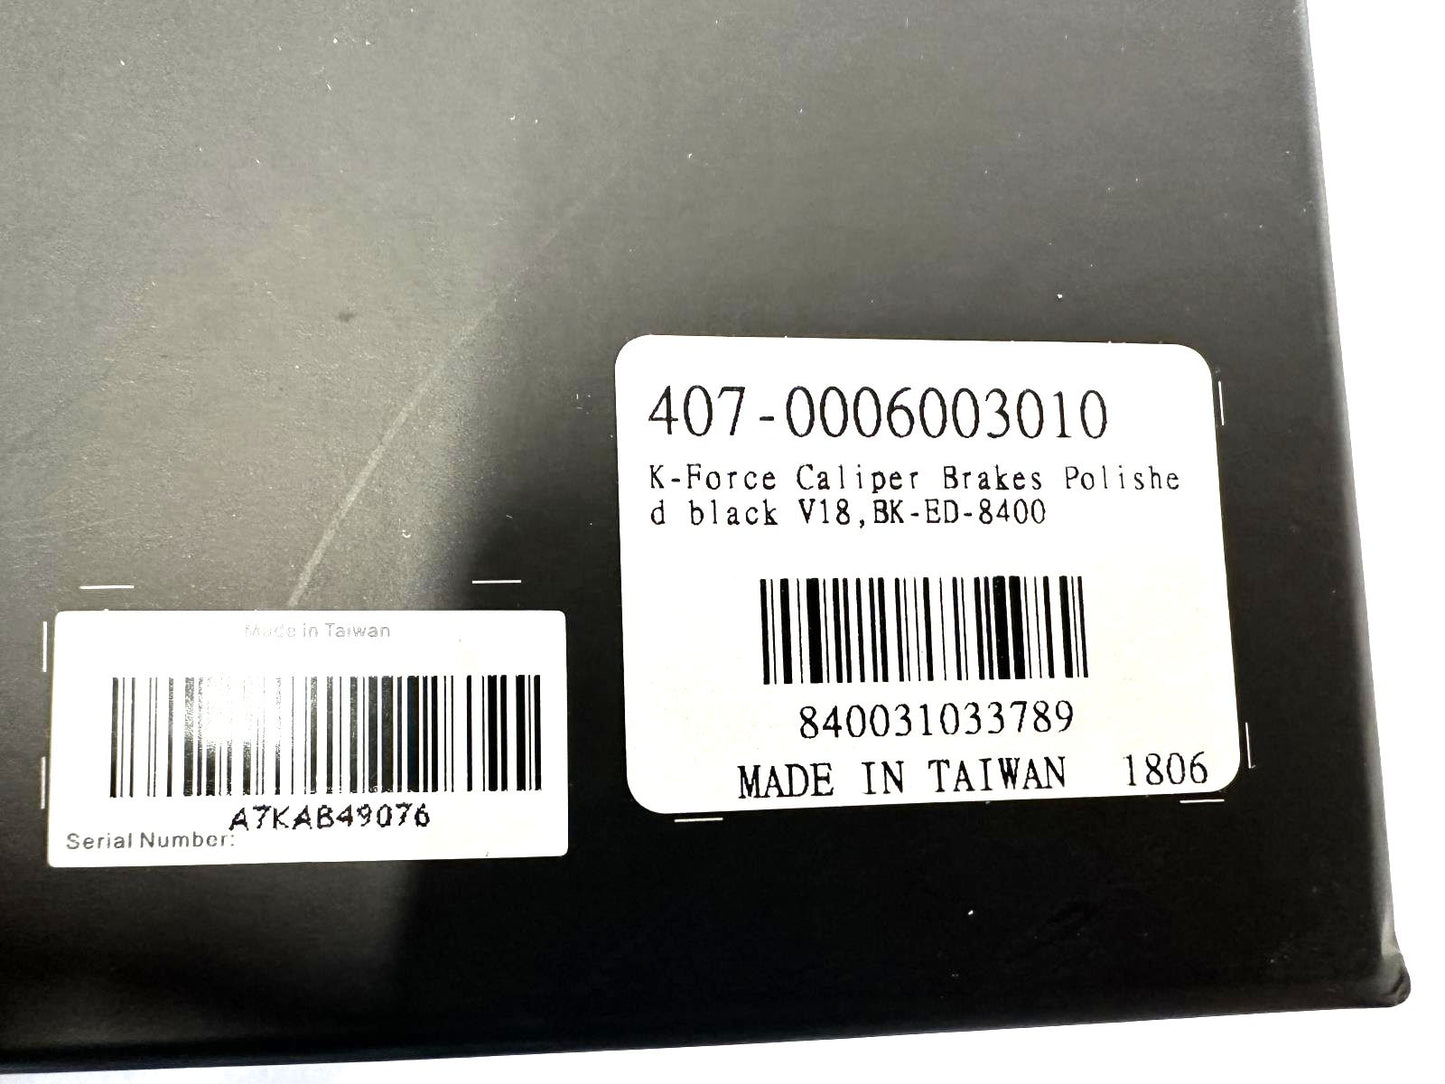 407-0006003010
K-Force Caliper Brakes Polishe
d black V18,BK-ED-8400
840031033789
MADE IN TAIWAN 1806
Made in Taiwan
A7KAB49076
Serial Number: